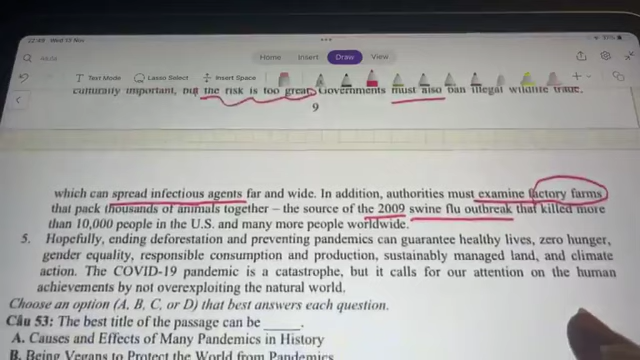 22:49 Wed 13 Nov
Home Insert Draw View
Text Mode Lasso Select Insert Space
culturally important, but the risk is too great. Governments must also ban illegal wildlife trade,
9
which can spread infectious agents far and wide. In addition, authorities must examine factory farms
that pack thousands of animals together – the source of the 2009 swine flu outbreak that killed more
than 10,000 people in the U.S. and many more people worldwide.
5. Hopefully, ending deforestation and preventing pandemics can guarantee healthy lives, zero hunger,
gender equality, responsible consumption and production, sustainably managed land, and climate
action. The COVID-19 pandemic is a catastrophe, but it calls for our attention on the human
achievements by not overexploiting the natural world.
Choose an option (A, B, C, or D) that best answers each question.
Câu 53: The best title of the passage can be _____.
A. Causes and Effects of Many Pandemics in History
B. Being Vegans to Protect the World from Pandemics